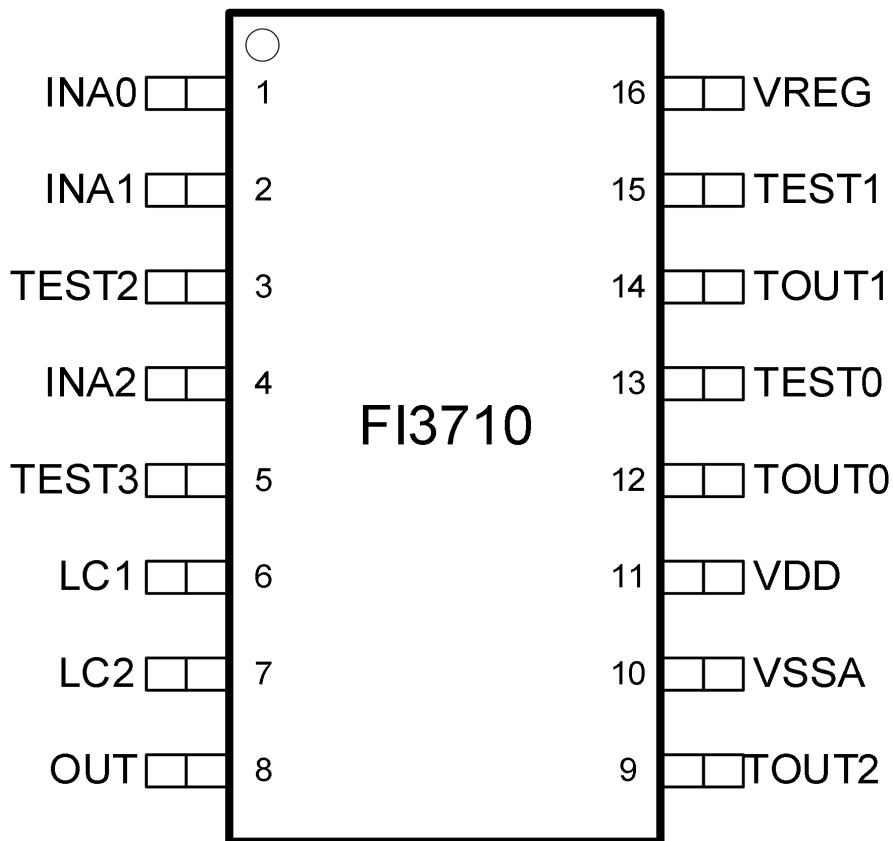 INA0 1 16 VREG
INA1 2 15 TEST1
TEST2 3 14 TOUT1
INA2 4 13 TEST0
FI3710
TEST3 5 12 TOUT0
LC1 6 11 VDD
LC2 7 10 VSSA
OUT 8 9 TOUT2